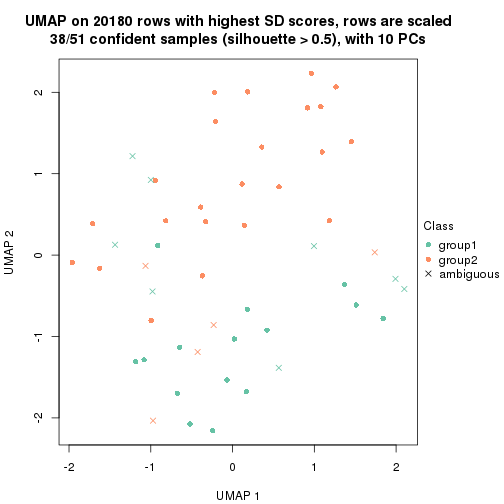 UMAP on 20180 rows with highest SD scores, rows are scaled
38/51 confident samples (silhouette > 0.5), with 10 PCs
UMAP 2
2
1
0
-1
-2
-2
-1
0
1
2
UMAP 1
Class
group1
group2
ambiguous